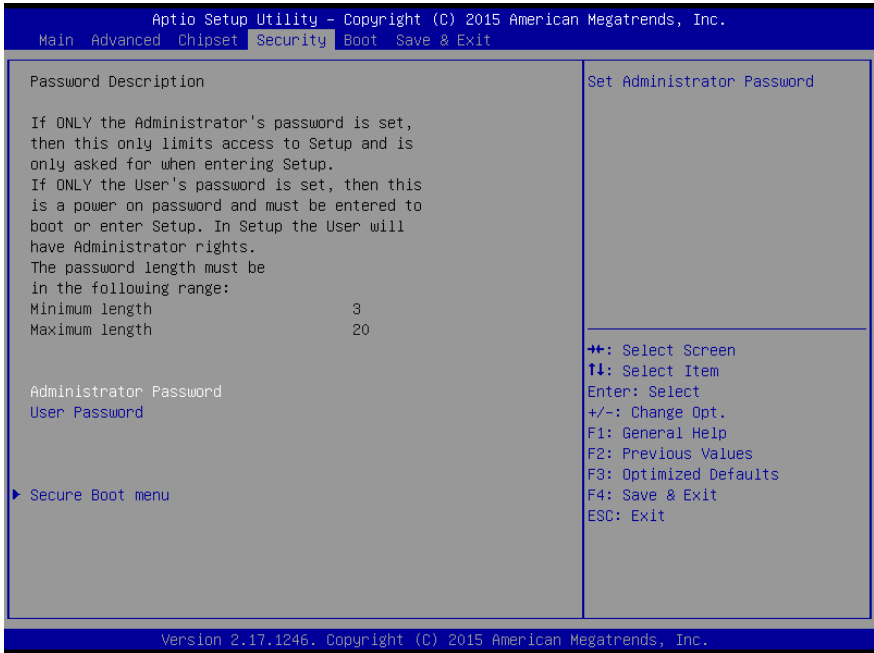 Aptio Setup Utility – Copyright (C) 2015 American Megatrends, Inc.
Main Advanced Chipset Security Boot Save & Exit
Password Description
If ONLY the Administrator's password is set,
then this only limits access to Setup and is
only asked for when entering Setup.
If ONLY the User's password is set, then this
is a power on password and must be entered to
boot or enter Setup. In Setup the User will
have Administrator rights.
The password length must be
in the following range:
Minimum length 3
Maximum length 20
Administrator Password
User Password
Secure Boot menu
Set Administrator Password
→←: Select Screen
↑↓: Select Item
Enter: Select
+/-: Change Opt.
F1: General Help
F2: Previous Values
F3: Optimized Defaults
F4: Save & Exit
ESC: Exit
Version 2.17.1246. Copyright (C) 2015 American Megatrends, Inc.